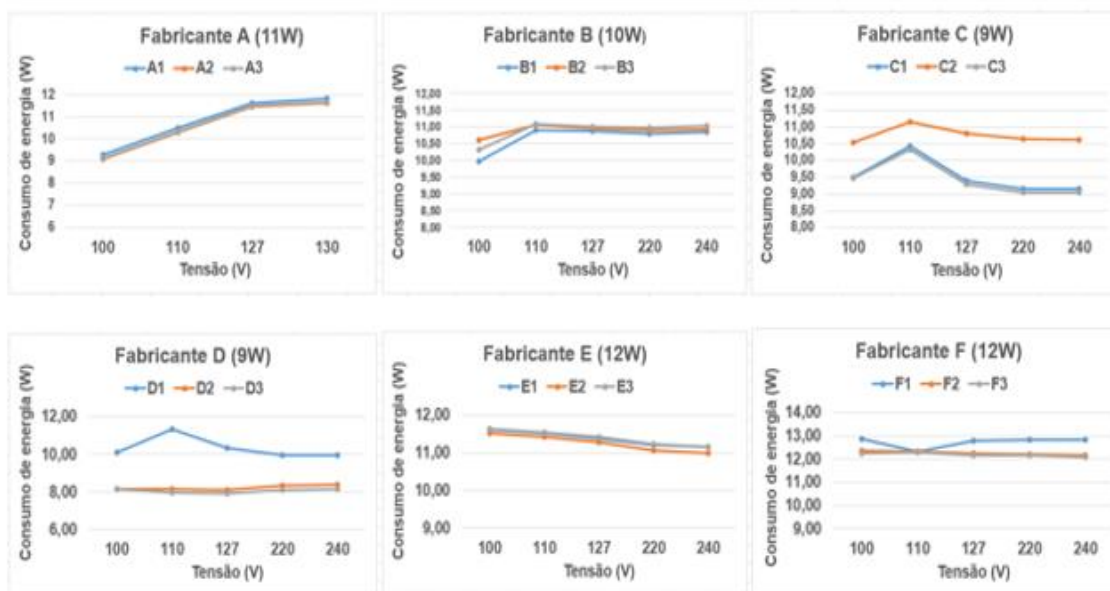 Fabricante A (11W)
A1 A2 A3
Consumo de energia (W)
12
11
10
9
8
7
6
100 110 127 130
Tensão (V)
Fabricante B (10W)
B1 B2 B3
Consumo de energia (W)
12,00
11,50
11,00
10,50
10,00
9,50
9,00
8,50
8,00
100 110 127 220 240
Tensão (V)
Fabricante C (9W)
C1 C2 C3
Consumo de energia (W)
12,00
11,50
11,00
10,50
10,00
9,50
9,00
8,50
8,00
100 110 127 220 240
Tensão (V)
Fabricante D (9W)
D1 D2 D3
Consumo de energia (W)
12,00
10,00
8,00
6,00
100 110 127 220 240
Tensão (V)
Fabricante E (12W)
E1 E2 E3
Consumo de energia (W)
12,00
11,00
10,00
9,00
100 110 127 220 240
Tensão (V)
Fabricante F (12W)
F1 F2 F3
Consumo de energia (W)
14,00
13,00
12,00
11,00
10,00
9,00
100 110 127 220 240
Tensão (V)